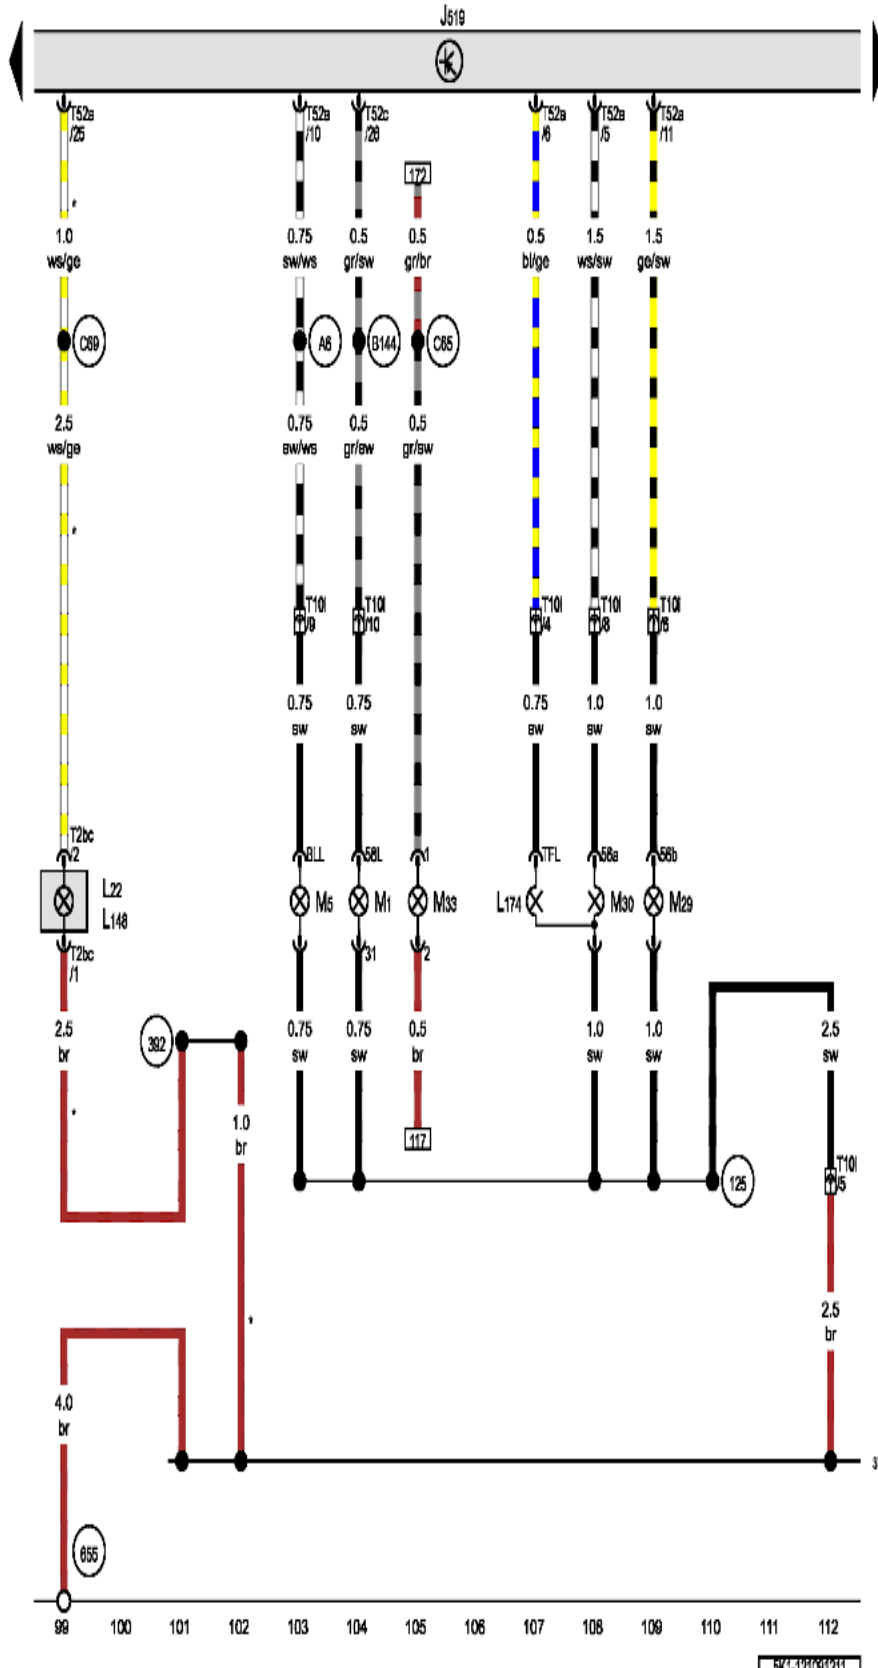 J519
T52a T52a T52c T52a T52a T52a
/25 /10 /28 /6 /5 /11
172
*
1.0 0.75 0.5 0.5 0.5 1.5 1.5
ws/ge sw/ws gr/sw gr/br bl/ge ws/sw ge/sw
C69 A6 B144 C65
2.5 0.75 0.5 0.5
ws/ge sw/ws gr/sw gr/sw
*
T10l T10l T10l T10l T10l
/9 /10 /4 /8 /6
0.75 0.75 1.0 1.0
sw sw sw sw sw
T2bc
/2 BLL 58L 1 TFL 56a 56b
L22 M5 M1 M33 L174 M30 M29
L148
T2bc 31 2
/1
2.5 392 0.75 0.75 0.5 1.0 1.0 2.5
br sw sw br sw sw sw
*
1.0
br
117
T10l
/5
125
*
2.5
br
4.0
br
655
99 100 101 102 103 104 105 106 107 108 109 110 111 112